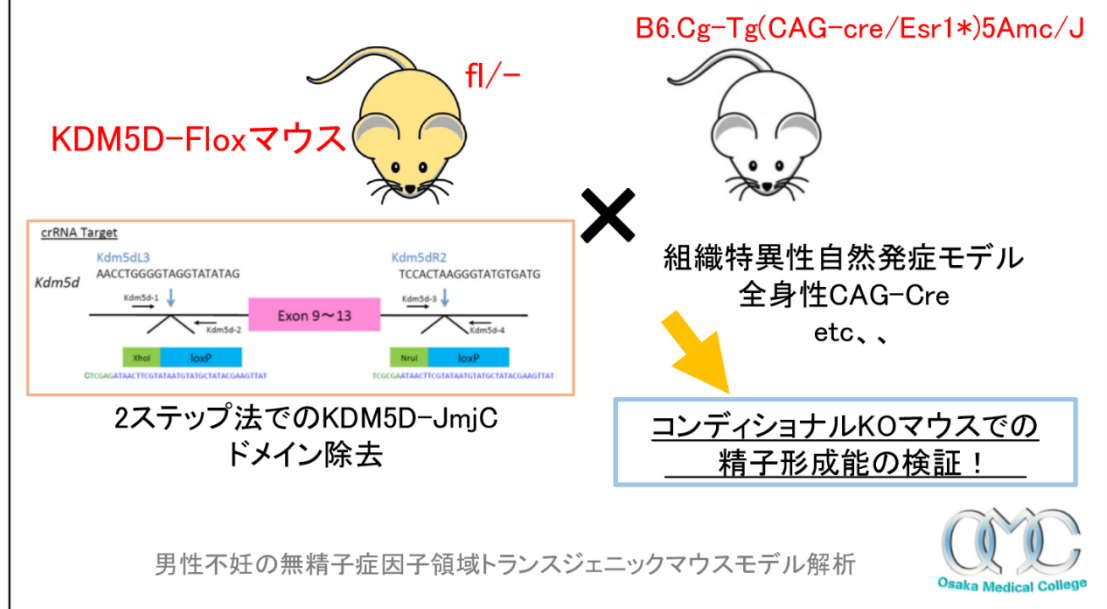 B6.Cg-Tg(CAG-cre/Esr1*)5Amc/J
fl/-
KDM5D-Floxマウス
crRNA Target
Kdm5d
Kdm5dL3
AACCTGGGGTAGGTATATAG
Kdm5dR2
TCCACTAAGGGTATGTGATG
Kdm5d-1
Kdm5d-2
Exon 9～13
Kdm5d-3
Kdm5d-4
XhoI
loxP
NruI
loxP
CTCGAGATAACTTCGTATAATGTATGCTATACGAAGTTAT
TCGCGAATAACTTCGTATAATGTATGCTATACGAAGTTAT
2ステップ法でのKDM5D-JmjC
ドメイン除去
組織特異性自然発症モデル
全身性CAG-Cre
etc、、
コンディショナルKOマウスでの
精子形成能の検証！
男性不妊の無精子症因子領域トランスジェニックマウスモデル解析
OMC
Osaka Medical College